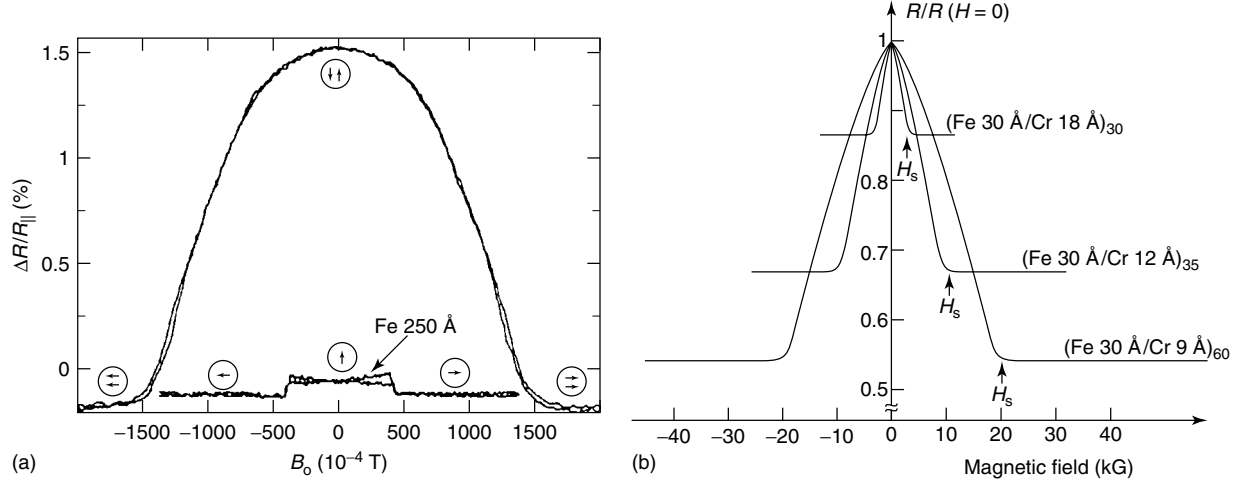 1.5
1
0.5
0
ΔR/R|| (%)
Fe 250 Å
−1500
−1000
−500
0
500
1000
1500
B₀ (10⁻⁴ T)
(a)
R/R (H = 0)
1
0.8
0.7
0.6
0.5
(Fe 30 Å/Cr 18 Å)₃₀
Hₛ
(Fe 30 Å/Cr 12 Å)₃₅
Hₛ
(Fe 30 Å/Cr 9 Å)₆₀
Hₛ
−40
−30
−20
−10
0
10
20
30
40
Magnetic field (kG)
(b)